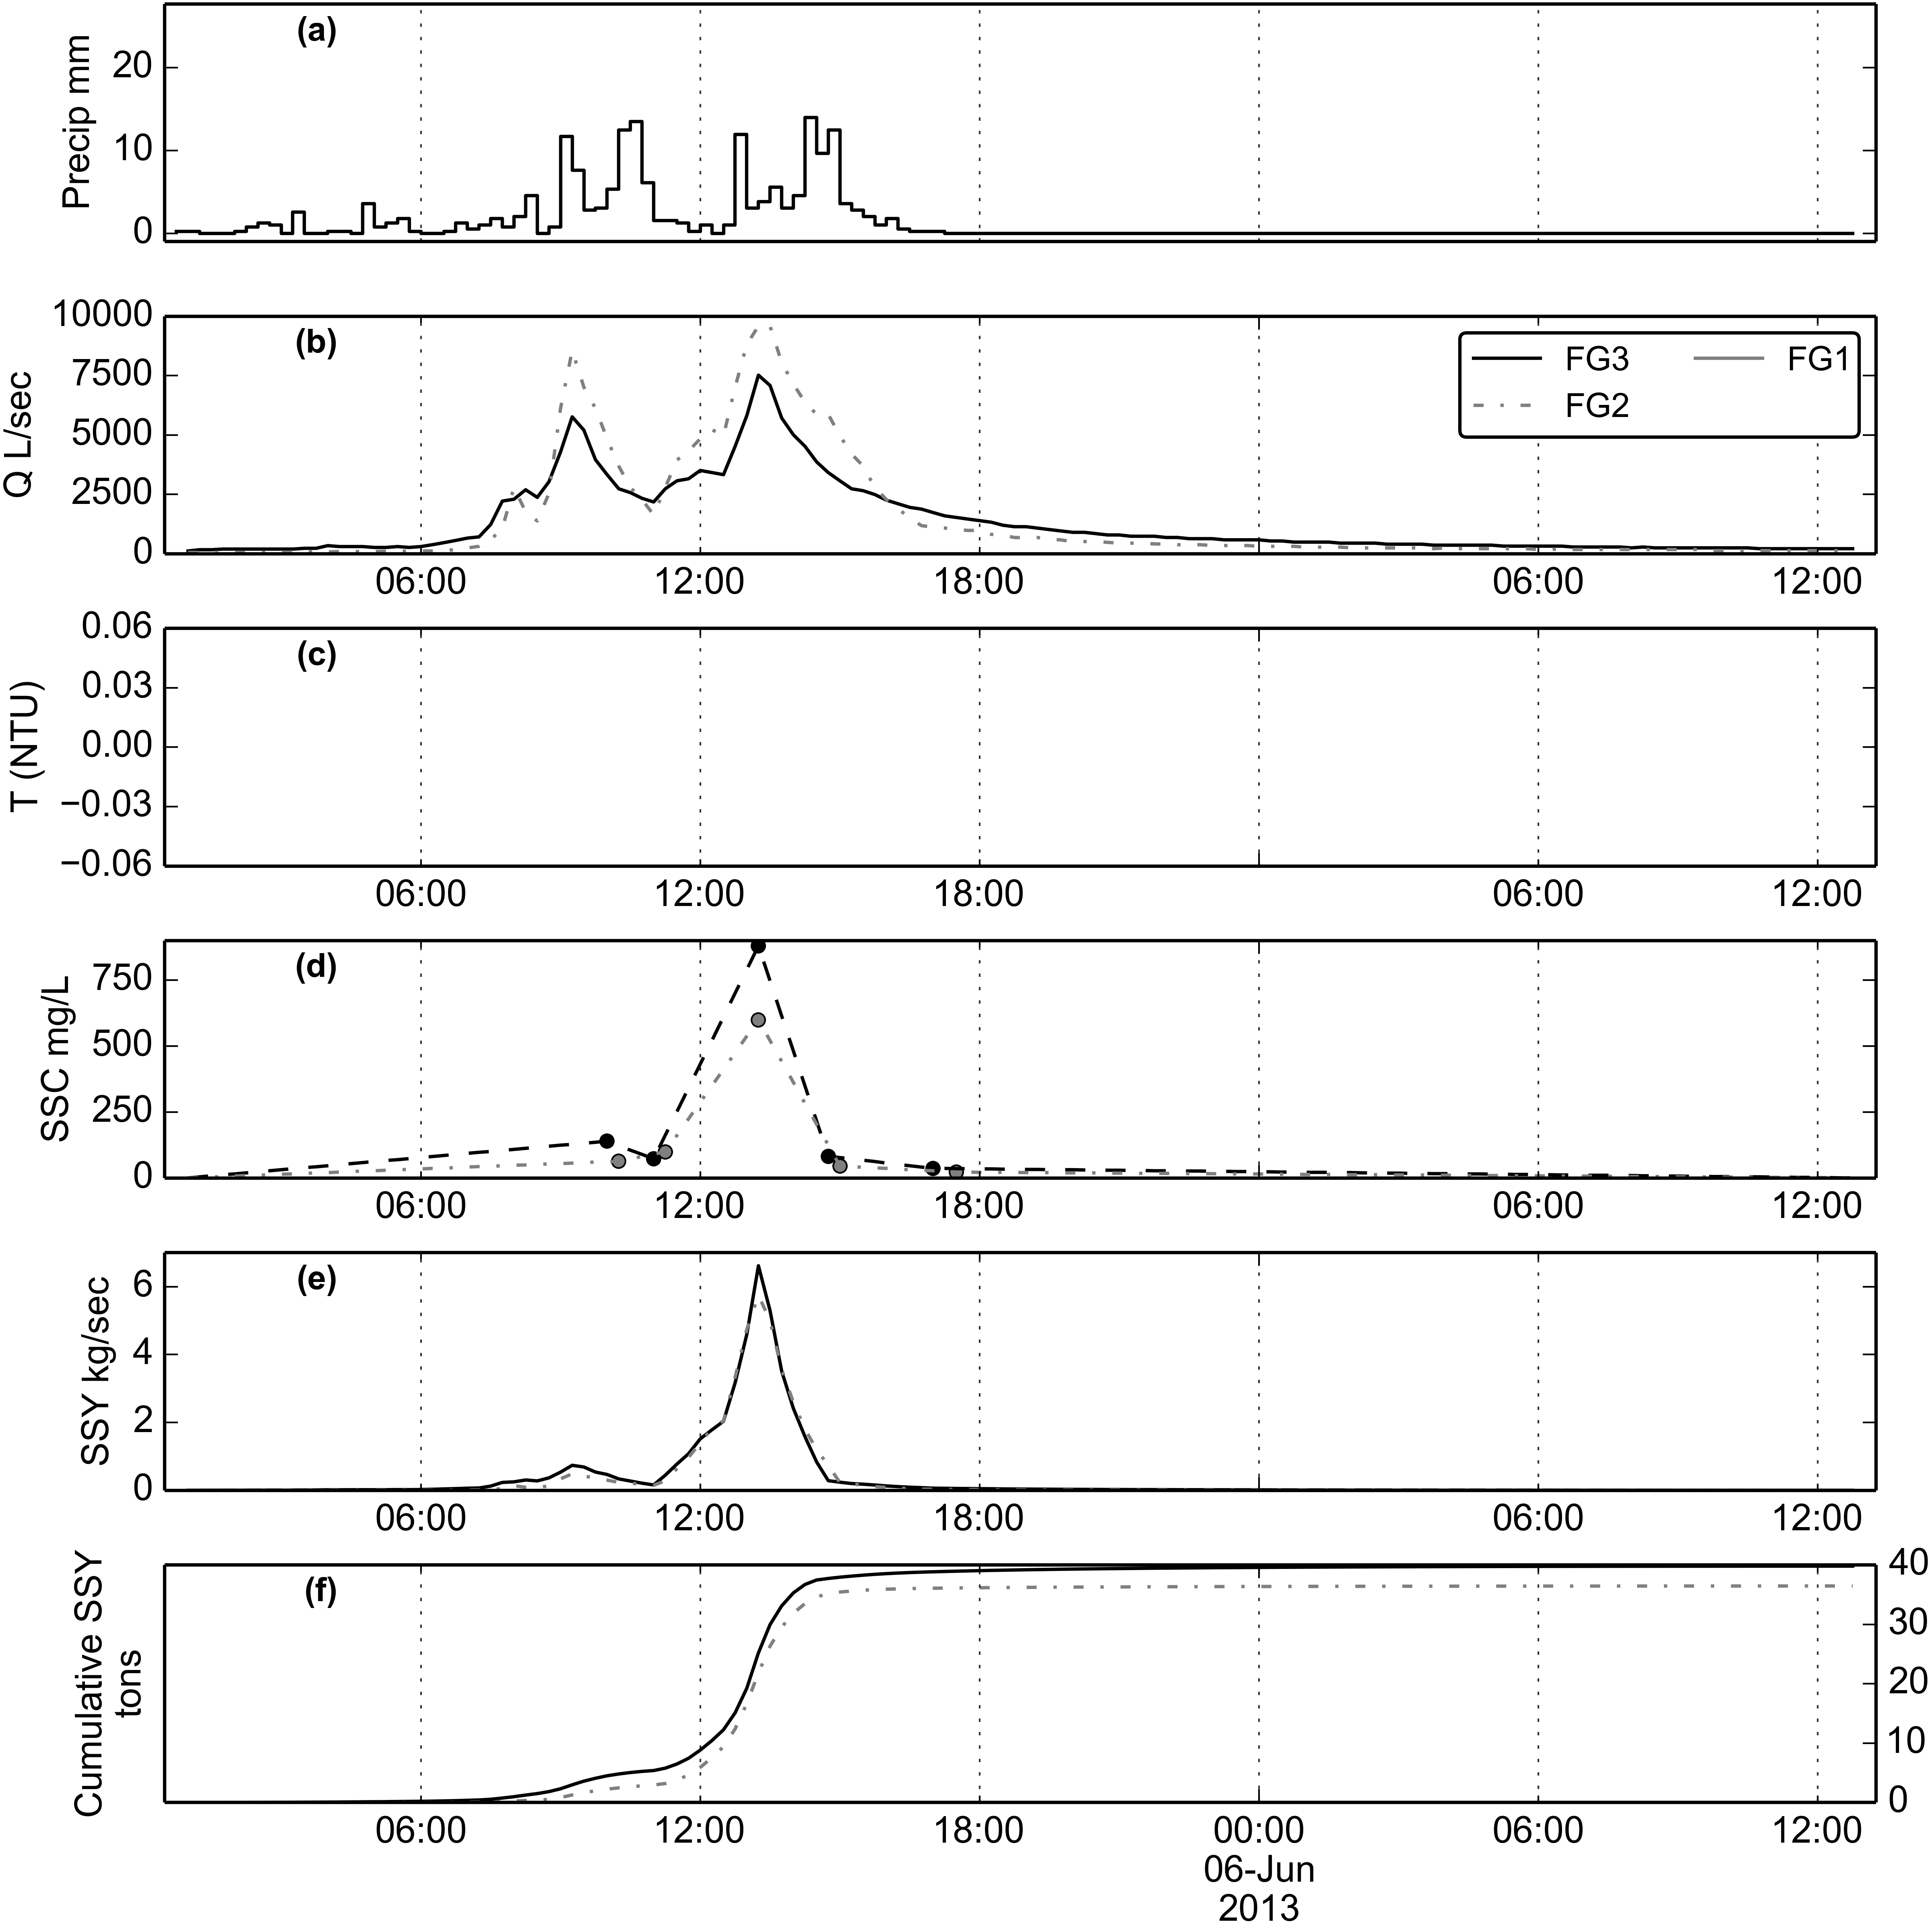 (a)
Precip mm
20
10
0
(b)
Q L/sec
10000
7500
5000
2500
0
FG3
FG1
FG2
06:00 12:00 18:00 06:00 12:00
(c)
T (NTU)
0.06
0.03
0.00
−0.03
−0.06
06:00 12:00 18:00 06:00 12:00
(d)
SSC mg/L
750
500
250
0
06:00 12:00 18:00 06:00 12:00
(e)
SSY kg/sec
6
4
2
0
06:00 12:00 18:00 06:00 12:00
(f)
Cumulative SSY
tons
40
30
20
10
0
06:00 12:00 18:00 00:00 06:00 12:00
06-Jun
2013